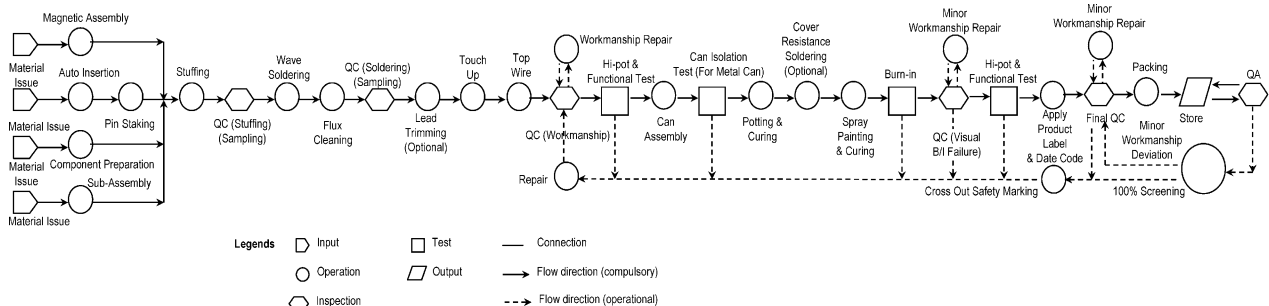 Magnetic Assembly
Material
Issue
Auto Insertion
Material
Issue
Pin Staking
Material Issue
Component Preparation
Material
Issue
Sub-Assembly
Material Issue
Stuffing
QC (Stuffing)
(Sampling)
Wave
Soldering
Flux
Cleaning
QC (Soldering)
(Sampling)
Lead
Trimming
(Optional)
Touch
Up
Top
Wire
Workmanship Repair
QC (Workmanship)
Repair
Hi-pot &
Functional Test
Can
Assembly
Can Isolation
Test (For Metal Can)
Potting &
Curing
Cover
Resistance
Soldering
(Optional)
Spray
Painting
& Curing
Burn-in
Minor
Workmanship Repair
QC (Visual
B/I Failure)
Hi-pot &
Functional Test
Apply
Product
Label
& Date Code
Cross Out Safety Marking
Minor
Workmanship Repair
Final QC
Packing
Minor
Workmanship
Deviation
Store
QA
100% Screening
Legends
Input
Test
Connection
Operation
Output
Flow direction (compulsory)
Inspection
Flow direction (operational)